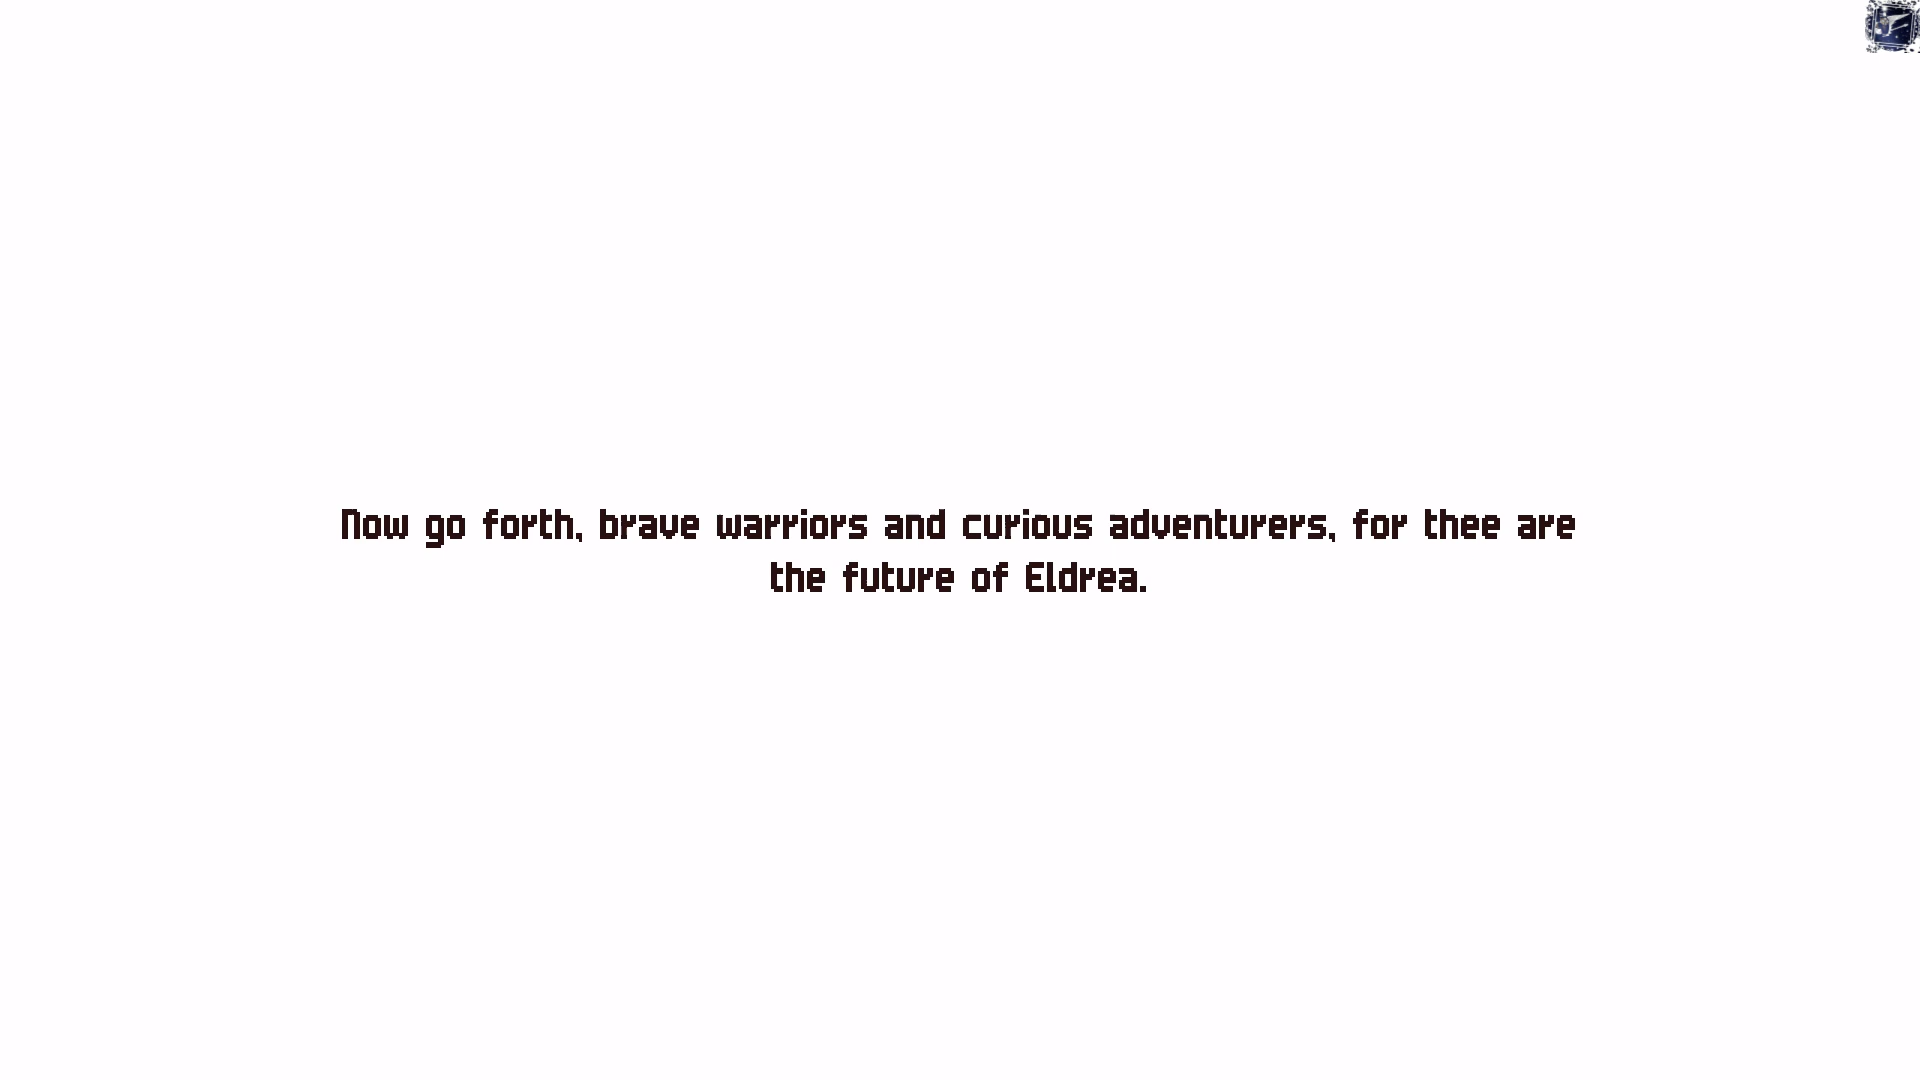 Now go forth, brave warriors and curious adventurers, for thee are
the future of Eldrea.